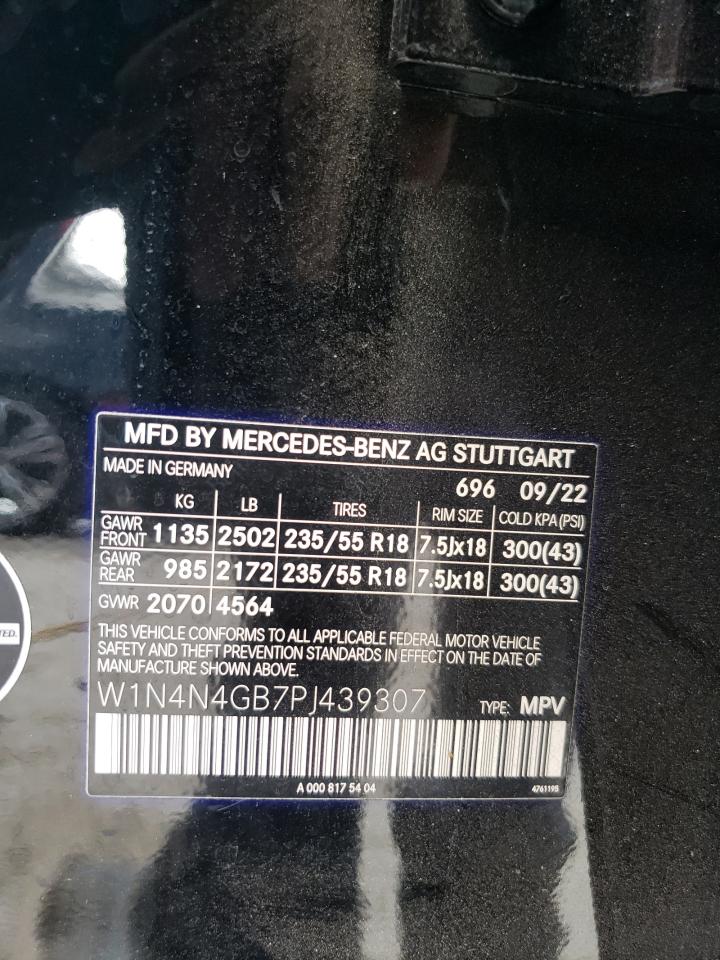 MFD BY MERCEDES-BENZ AG STUTTGART
MADE IN GERMANY
696 09/22
KG LB TIRES RIM SIZE COLD KPA (PSI)
GAWR FRONT 1135 2502 235/55 R18 7.5Jx18 300(43)
GAWR REAR 985 2172 235/55 R18 7.5Jx18 300(43)
GVWR 2070 4564
THIS VEHICLE CONFORMS TO ALL APPLICABLE FEDERAL MOTOR VEHICLE
SAFETY AND THEFT PREVENTION STANDARDS IN EFFECT ON THE DATE OF
MANUFACTURE SHOWN ABOVE.
W1N4N4GB7PJ439307 TYPE: MPV
A 000 817 54 04 4761195